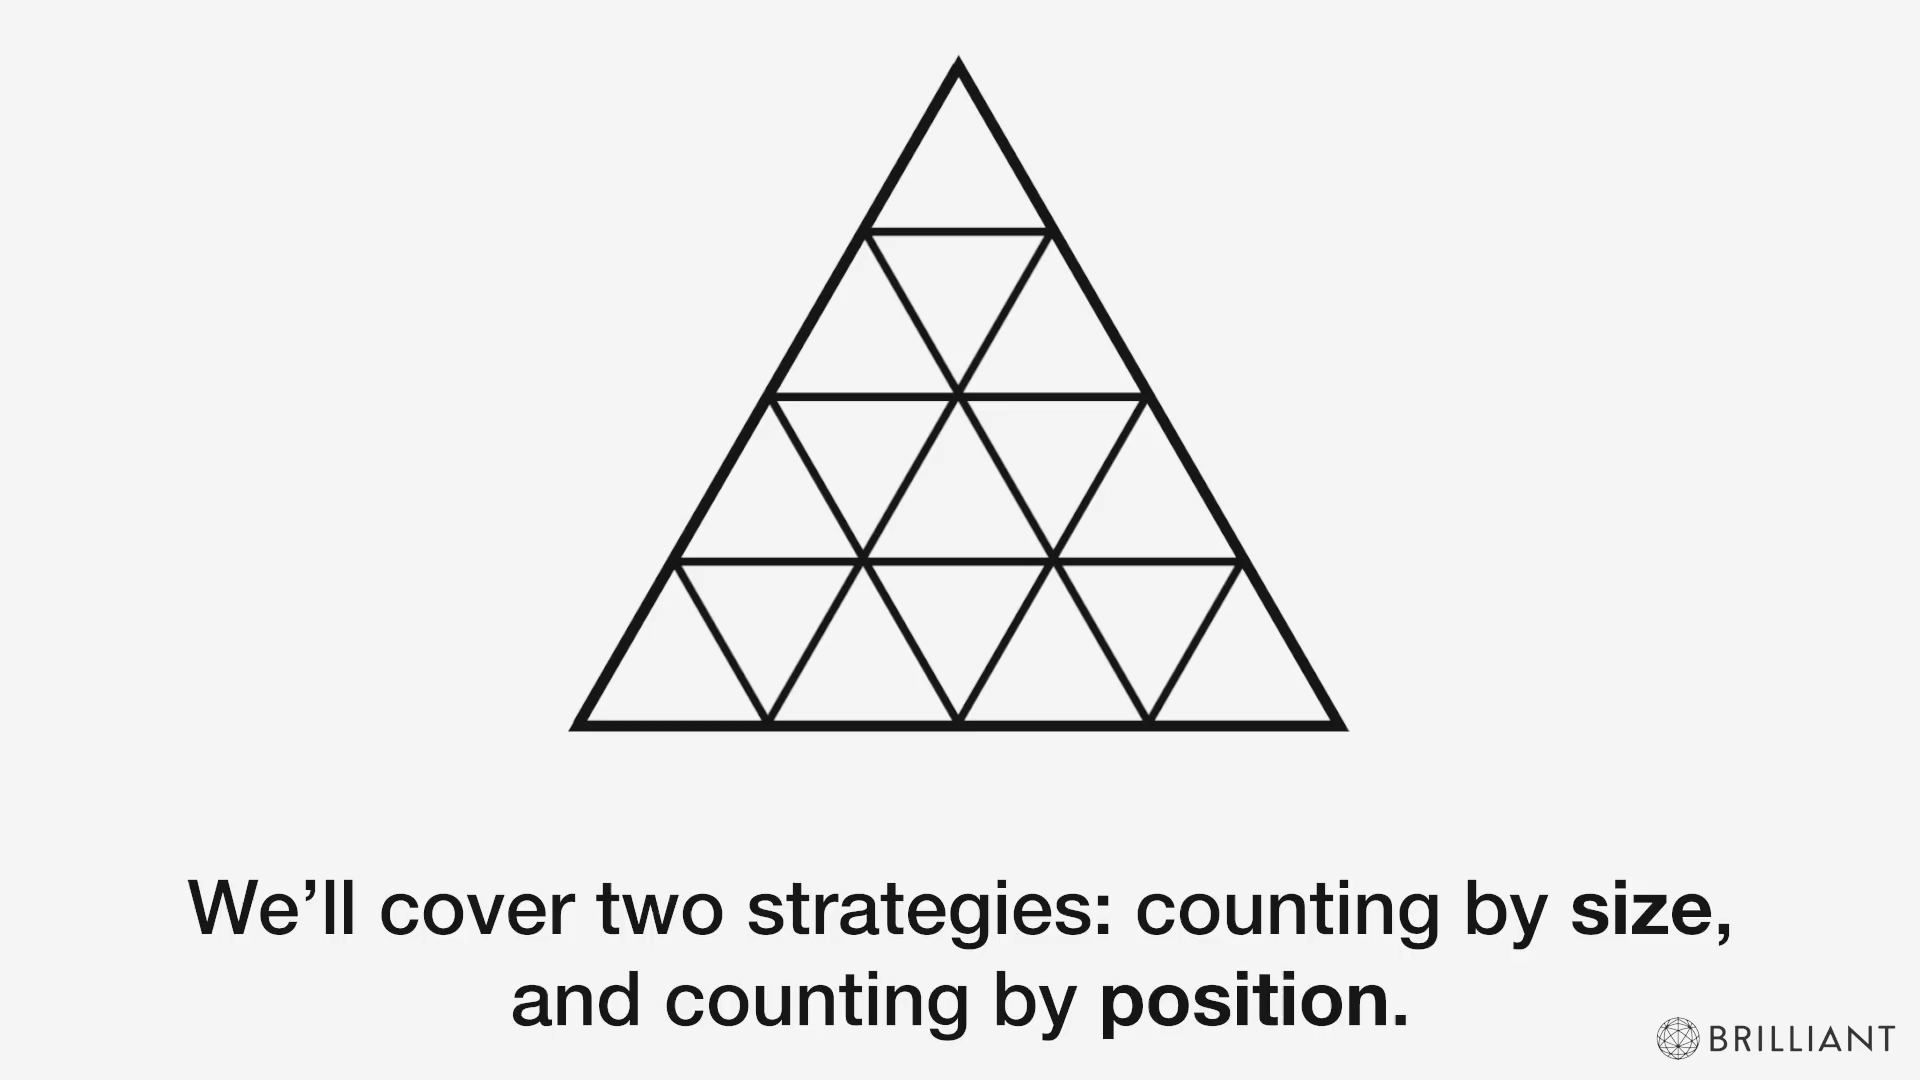 We’ll cover two strategies: counting by size,
and counting by position.
BRILLIANT